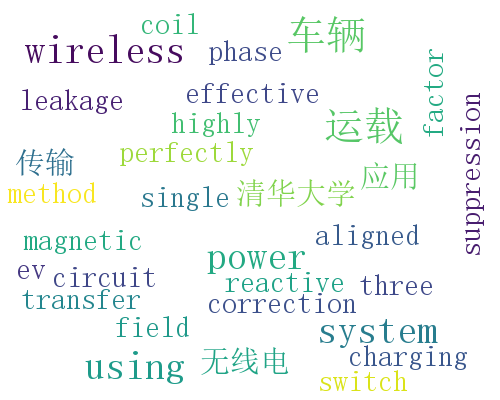 coil
车辆
wireless
phase
factor
leakage
effective
suppression
highly
运载
perfectly
传输
应用
method
single
清华大学
magnetic
aligned
power
ev
circuit
reactive
three
transfer
correction
field
system
using
无线电
charging
switch